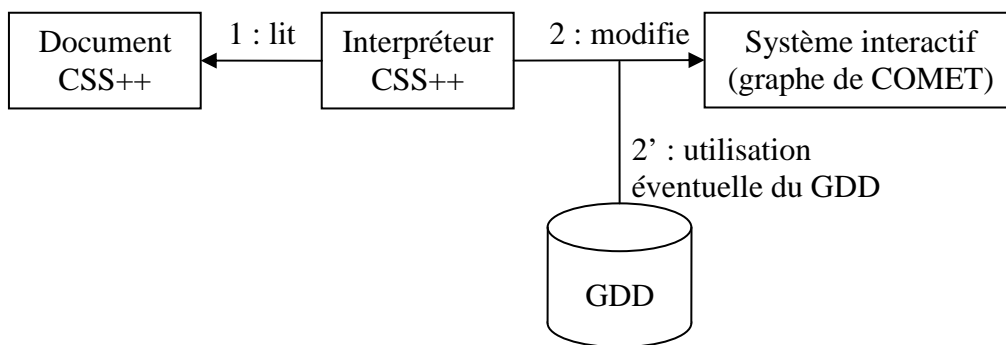 Document
CSS++
1 : lit
Interpréteur
CSS++
2 : modifie
Système interactif
(graphe de COMET)
2’ : utilisation
éventuelle du GDD
GDD